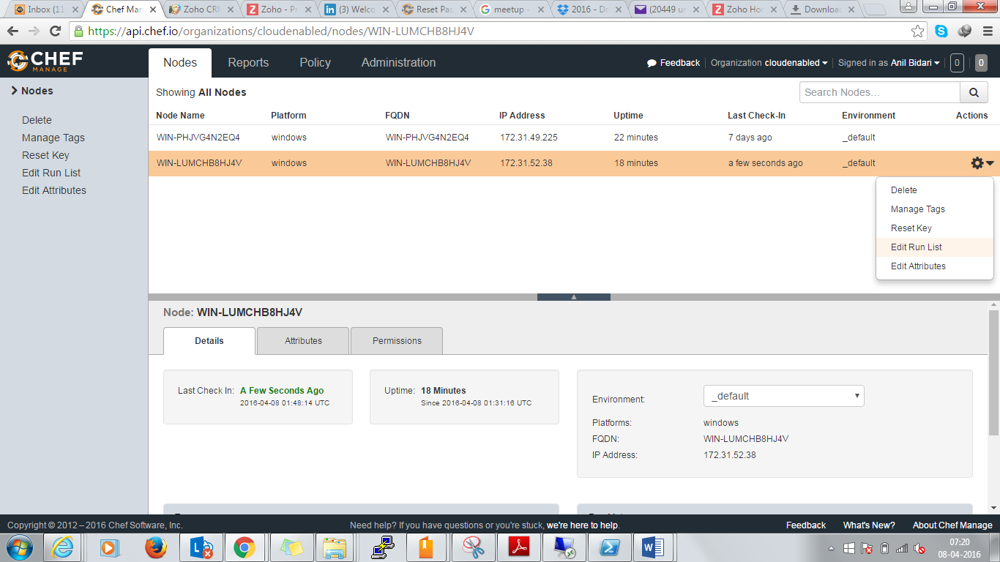 Inbox (11
Chef Man
Zoho CRM
Zoho - Pr
(3) Welco
Reset Pas
meetup -
2016 - Dr
(20449 un
Zoho Hor
Download
https://api.chef.io/organizations/cloudenabled/nodes/WIN-LUMCHB8HJ4V
CHEF
MANAGE
Nodes Reports Policy Administration
Feedback Organization cloudenabled Signed in as Anil Bidari 0 0
Nodes
Delete
Manage Tags
Reset Key
Edit Run List
Edit Attributes
Showing All Nodes
Search Nodes...
Node Name Platform FQDN IP Address Uptime Last Check-In Environment Actions
WIN-PHJVG4N2EQ4 windows WIN-PHJVG4N2EQ4 172.31.49.225 22 minutes 7 days ago _default
WIN-LUMCHB8HJ4V windows WIN-LUMCHB8HJ4V 172.31.52.38 18 minutes a few seconds ago _default
Delete
Manage Tags
Reset Key
Edit Run List
Edit Attributes
Node: WIN-LUMCHB8HJ4V
Details Attributes Permissions
Last Check In: A Few Seconds Ago
2016-04-08 01:48:14 UTC
Uptime: 18 Minutes
Since 2016-04-08 01:31:16 UTC
Environment: _default
Platforms: windows
FQDN: WIN-LUMCHB8HJ4V
IP Address: 172.31.52.38
Copyright © 2012 – 2016 Chef Software, Inc.
Need help? If you have questions or you're stuck, we're here to help.
Feedback What's New? About Chef Manage
07:20
08-04-2016